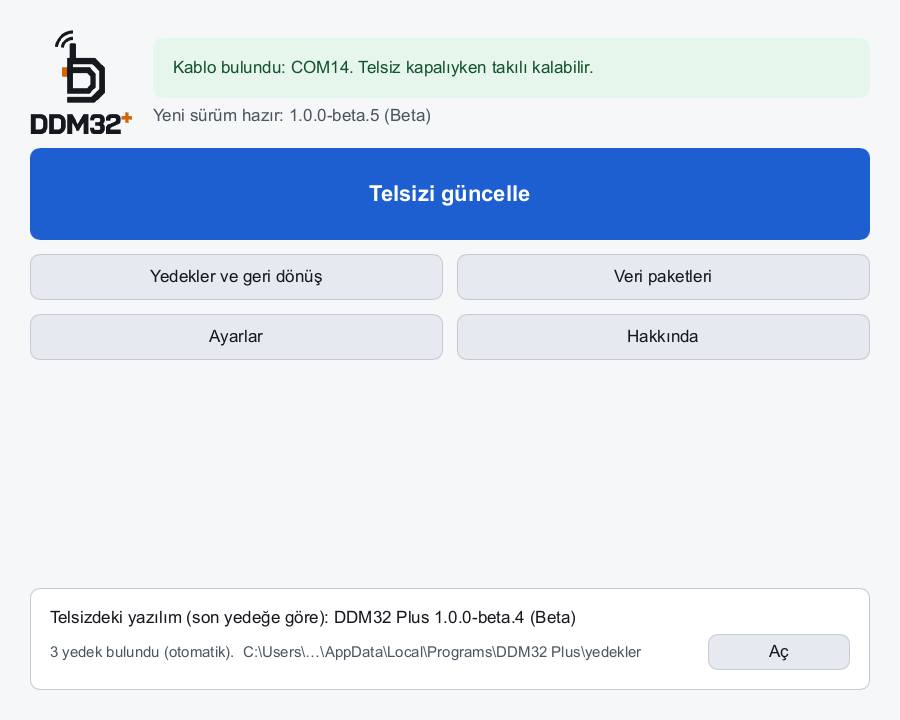 DDM32+
Kablo bulundu: COM14. Telsiz kapalıyken takılı kalabilir.
Yeni sürüm hazır: 1.0.0-beta.5 (Beta)
Telsizi güncelle
Yedekler ve geri dönüş
Veri paketleri
Ayarlar
Hakkında
Telsizdeki yazılım (son yedeğe göre): DDM32 Plus 1.0.0-beta.4 (Beta)
3 yedek bulundu (otomatik).  C:\Users\...\AppData\Local\Programs\DDM32 Plus\yedekler
Aç